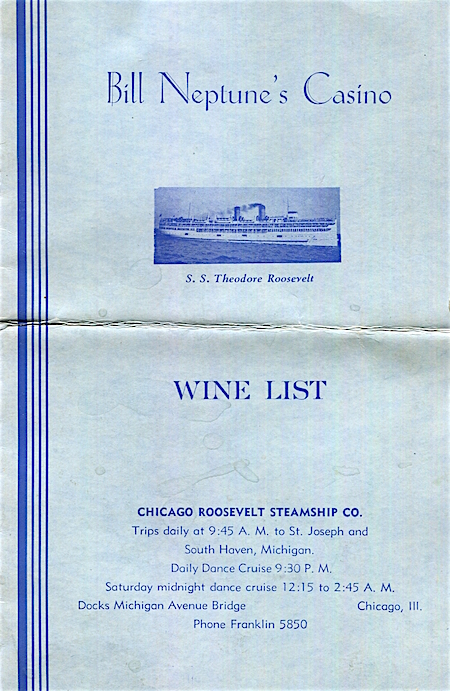 Bill Neptune's Casino
S. S. Theodore Roosevelt
WINE LIST
CHICAGO ROOSEVELT STEAMSHIP CO.
Trips daily at 9:45 A. M. to St. Joseph and
South Haven, Michigan.
Daily Dance Cruise 9:30 P. M.
Saturday midnight dance cruise 12:15 to 2:45 A. M.
Docks Michigan Avenue Bridge Chicago, Ill.
Phone Franklin 5850